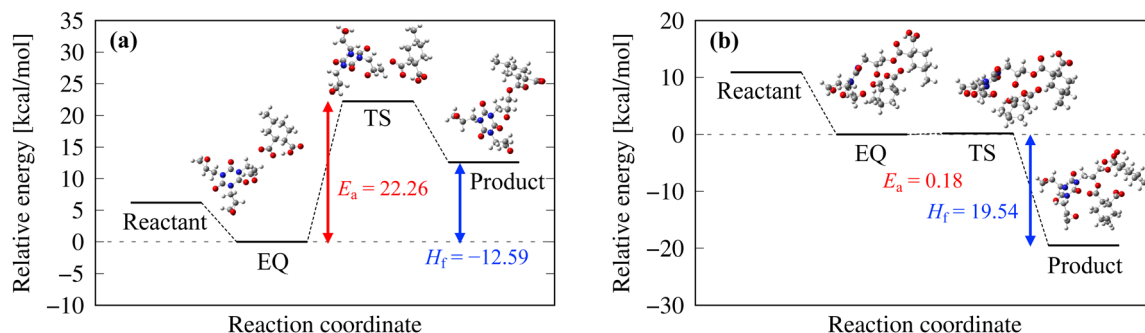 (a)
Relative energy [kcal/mol]
35
30
25
20
15
10
5
0
−5
−10
Reactant
EQ
TS
Product
Eₐ = 22.26
H_f = −12.59
Reaction coordinate
(b)
Relative energy [kcal/mol]
20
10
0
−10
−20
−30
Reactant
EQ
TS
Product
Eₐ = 0.18
H_f = 19.54
Reaction coordinate